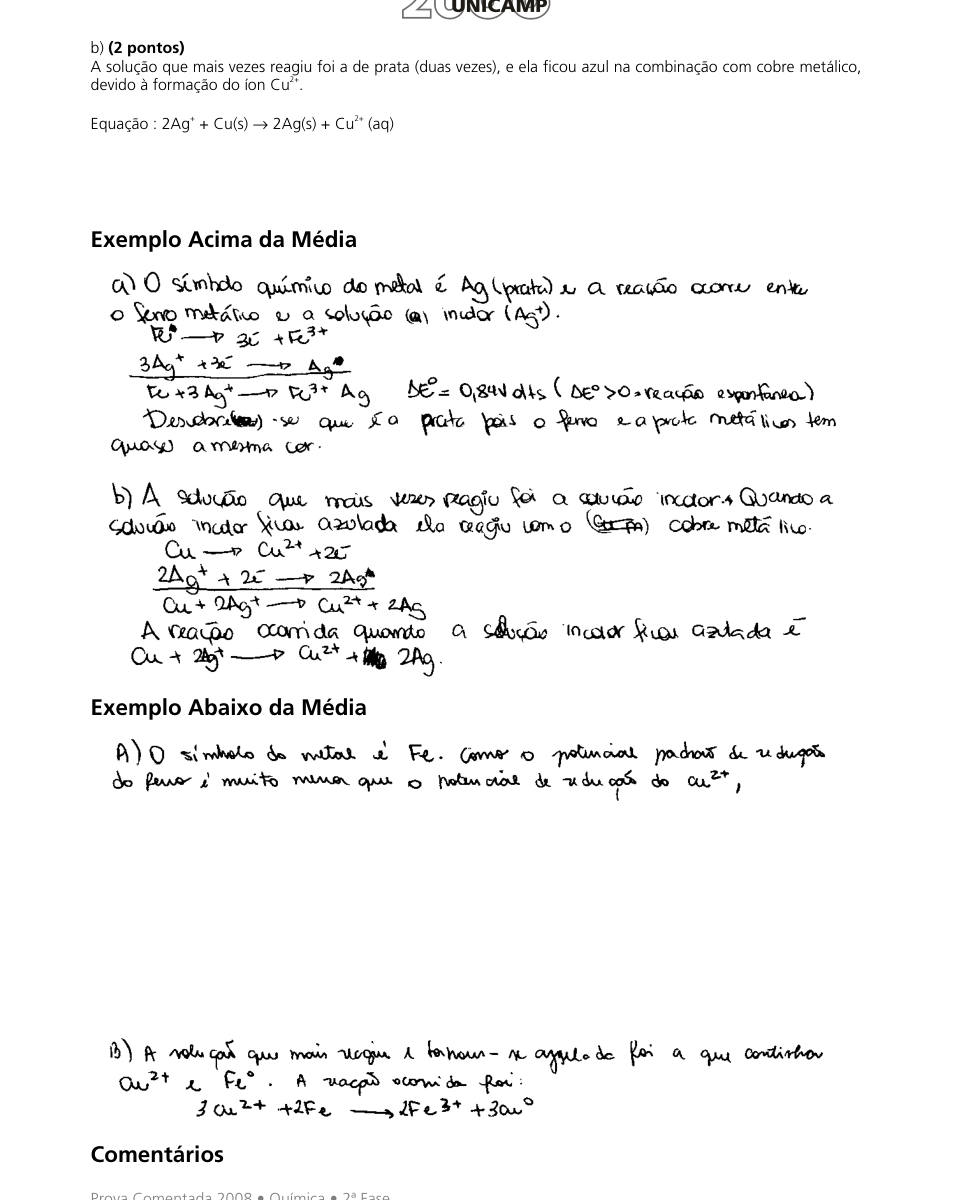 UNICAMP
b) (2 pontos)
A solução que mais vezes reagiu foi a de prata (duas vezes), e ela ficou azul na combinação com cobre metálico,
devido à formação do íon Cu²⁺.
Equação : 2Ag⁺ + Cu(s) → 2Ag(s) + Cu²⁺ (aq)
Exemplo Acima da Média
a) O símbolo químico do metal é Ag (prata) e a reação ocorre entre
o ferro metálico e a solução incolor (Ag⁺).
Fe⁰ → 3e⁻ + Fe³⁺
3Ag⁺ + 3e⁻ → Ag⁰
Fe + 3Ag⁺ → Fe³⁺ Ag ΔE⁰ = 0,84 Volts (ΔE⁰ > 0 = reação espontânea)
-se que é a prata pois o ferro e a prata metálicos tem
quase a mesma cor.
b) A solução que mais vezes reagiu foi a solução incolor. Quando a
solução incolor ficou azulada ela reagiu com o cobre metálico.
Cu → Cu²⁺ + 2e⁻
2Ag⁺ + 2e⁻ → 2Ag⁰
Cu + 2Ag⁺ → Cu²⁺ + 2Ag
A reação ocorrida quando a solução incolor ficou azulada é
Cu + 2Ag⁺ → Cu²⁺ + 2Ag.
Exemplo Abaixo da Média
A) O símbolo do metal é Fe. Como o potencial padrão de redução
do ferro é muito menor que o potencial de redução do Cu²⁺,
B) A solução que mais reagiu e tornou-se azulada foi a que continha
Cu²⁺ e Fe⁰. A reação ocorrida foi:
3Cu²⁺ + 2Fe → 2Fe³⁺ + 3Cu⁰
Comentários
Prova Comentada 2008 • Química • 2ª Fase